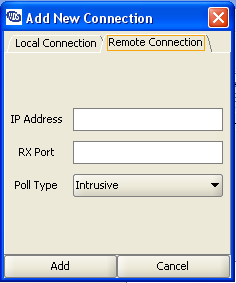 Add New Connection
Local Connection Remote Connection
IP Address
RX Port
Poll Type Intrusive
Add Cancel